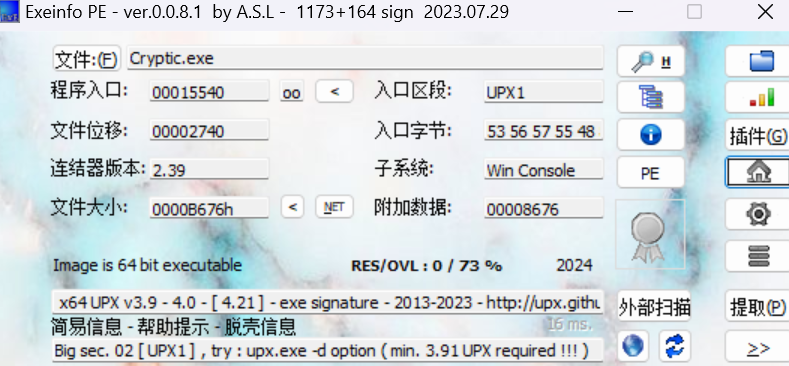 Exeinfo PE - ver.0.0.8.1 by A.S.L - 1173+164 sign 2023.07.29
文件:(F) Cryptic.exe H
程序入口: 00015540 oo < 入口区段: UPX1
文件位移: 00002740 入口字节: 53 56 57 55 48 插件(G)
连结器版本: 2.39 子系统: Win Console PE
文件大小: 0000B676h < NET 附加数据: 00008676
Image is 64 bit executable RES/OVL : 0 / 73 % 2024
x64 UPX v3.9 - 4.0 - [ 4.21 ] - exe signature - 2013-2023 - http://upx.githu 外部扫描 提取(P)
简易信息 - 帮助提示 - 脱壳信息 16 ms.
Big sec. 02 [ UPX1 ] , try : upx.exe -d option ( min. 3.91 UPX required !!! ) >>